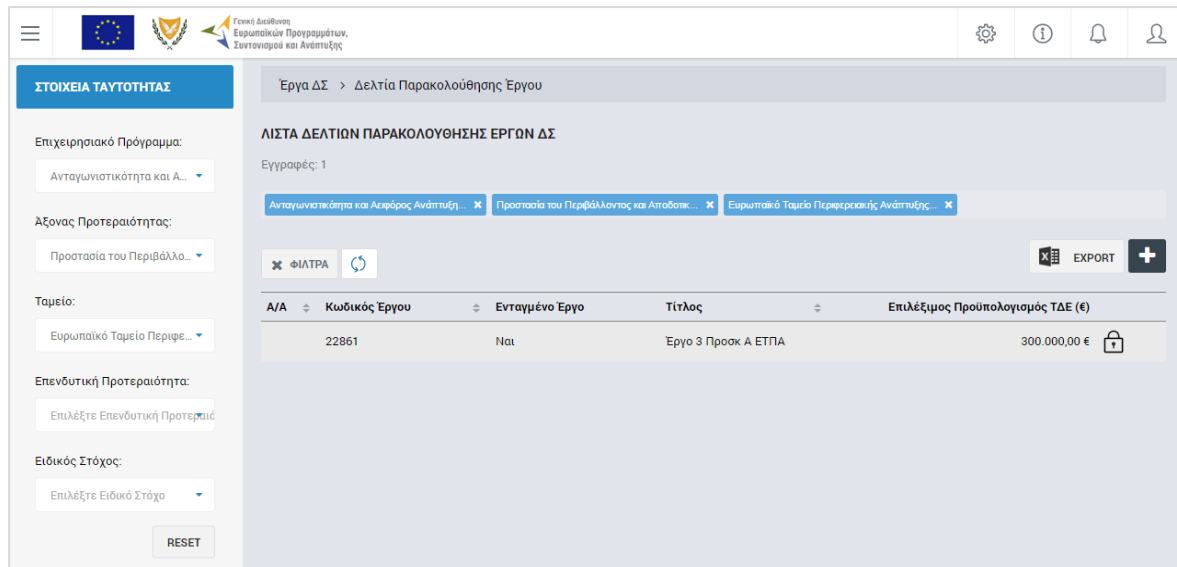 Γενική Διεύθυνση
Ευρωπαϊκών Προγραμμάτων,
Συντονισμού και Ανάπτυξης
ΣΤΟΙΧΕΙΑ ΤΑΥΤΟΤΗΤΑΣ
Επιχειρησιακό Πρόγραμμα:
Ανταγωνιστικότητα και Α...
Άξονας Προτεραιότητας:
Προστασία του Περιβάλλο...
Ταμείο:
Ευρωπαϊκό Ταμείο Περιφε...
Επενδυτική Προτεραιότητα:
Επιλέξτε Επενδυτική Προτεραιό
Ειδικός Στόχος:
Επιλέξτε Ειδικό Στόχο
RESET
Έργα ΔΣ > Δελτία Παρακολούθησης Έργου
ΛΙΣΤΑ ΔΕΛΤΙΩΝ ΠΑΡΑΚΟΛΟΥΘΗΣΗΣ ΕΡΓΩΝ ΔΣ
Εγγραφές: 1
Ανταγωνιστικότητα και Αειφόρος Ανάπτυξη... × Προστασία του Περιβάλλοντος και Αποδοτικ... × Ευρωπαϊκό Ταμείο Περιφερειακής Ανάπτυξης... ×
× ΦΙΛΤΡΑ EXPORT +
Α/Α Κωδικός Έργου Ενταγμένο Έργο Τίτλος Επιλέξιμος Προϋπολογισμός ΤΔΕ (€)
22861 Ναι Έργο 3 Προσκ Α ΕΤΠΑ 300.000,00 €